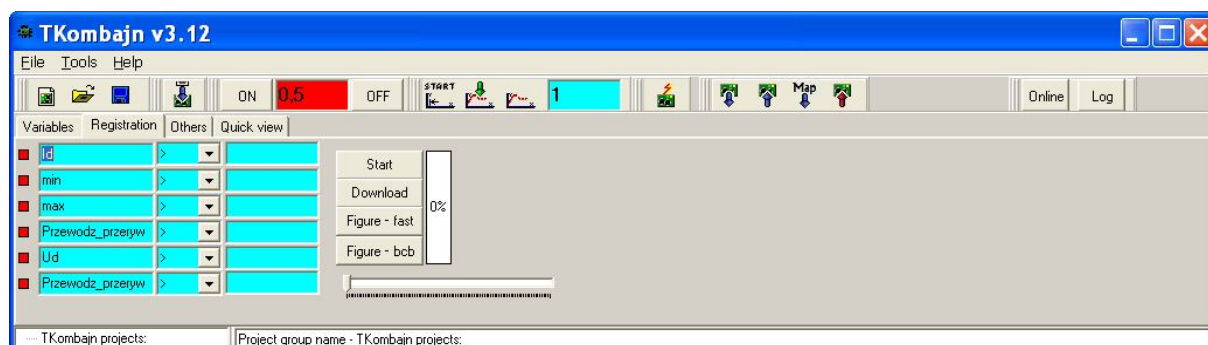 TKombajn v3.12
File Tools Help
ON 0,5 OFF START 1 Map Online Log
Variables Registration Others Quick view
Id >
min >
max >
Przewodz_przeryw >
Ud >
Przewodz_przeryw >
Start
Download
Figure - fast
Figure - bcb
0%
TKombajn projects: Project group name - TKombajn projects: